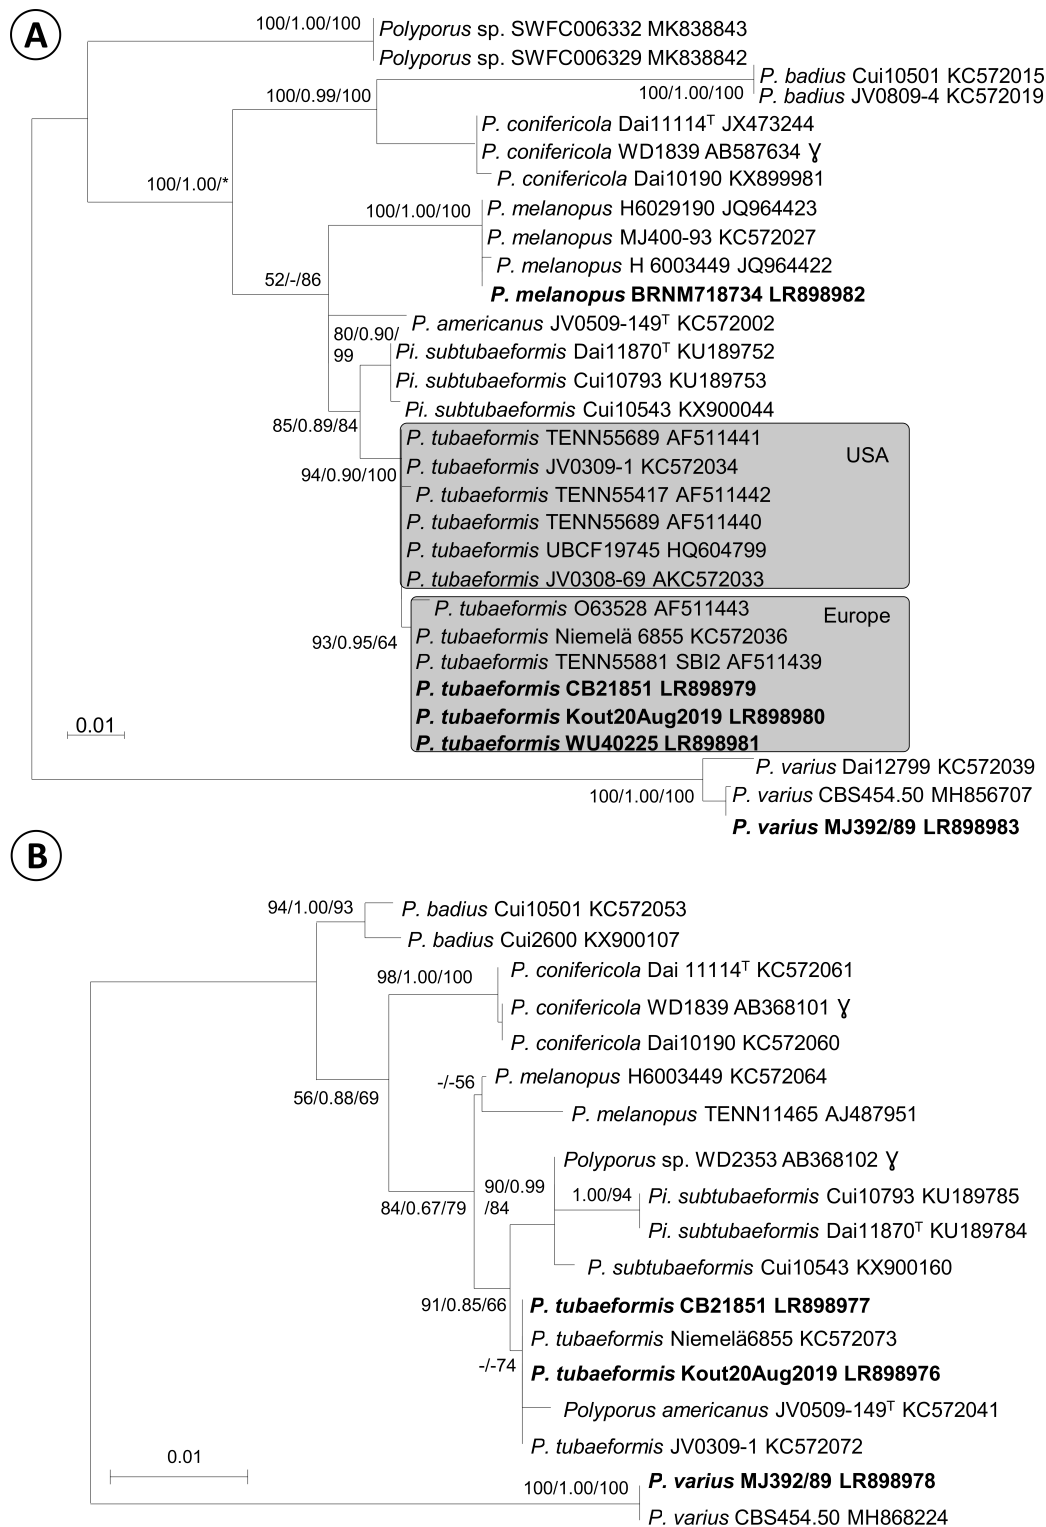 A
100/1.00/100
Polyporus sp. SWFC006332 MK838843
Polyporus sp. SWFC006329 MK838842
P. badius Cui10501 KC572015
100/0.99/100
100/1.00/100
P. badius JV0809-4 KC572019
P. conifericola Dai11114ᵀ JX473244
P. conifericola WD1839 AB587634 Ɣ
100/1.00/*
P. conifericola Dai10190 KX899981
100/1.00/100
P. melanopus H6029190 JQ964423
P. melanopus MJ400-93 KC572027
P. melanopus H 6003449 JQ964422
52/-/86
P. melanopus BRNM718734 LR898982
P. americanus JV0509-149ᵀ KC572002
80/0.90/
99
Pi. subtubaeformis Dai11870ᵀ KU189752
Pi. subtubaeformis Cui10793 KU189753
Pi. subtubaeformis Cui10543 KX900044
85/0.89/84
P. tubaeformis TENN55689 AF511441
USA
P. tubaeformis JV0309-1 KC572034
94/0.90/100
P. tubaeformis TENN55417 AF511442
P. tubaeformis TENN55689 AF511440
P. tubaeformis UBCF19745 HQ604799
P. tubaeformis JV0308-69 AKC572033
P. tubaeformis O63528 AF511443
Europe
93/0.95/64
P. tubaeformis Niemelä 6855 KC572036
P. tubaeformis TENN55881 SBI2 AF511439
P. tubaeformis CB21851 LR898979
P. tubaeformis Kout20Aug2019 LR898980
0.01
P. tubaeformis WU40225 LR898981
P. varius Dai12799 KC572039
100/1.00/100
P. varius CBS454.50 MH856707
P. varius MJ392/89 LR898983
B
94/1.00/93
P. badius Cui10501 KC572053
P. badius Cui2600 KX900107
98/1.00/100
P. conifericola Dai 11114ᵀ KC572061
P. conifericola WD1839 AB368101 Ɣ
P. conifericola Dai10190 KC572060
56/0.88/69
-/-56
P. melanopus H6003449 KC572064
P. melanopus TENN11465 AJ487951
Polyporus sp. WD2353 AB368102 Ɣ
84/0.67/79
90/0.99
/84
1.00/94
Pi. subtubaeformis Cui10793 KU189785
Pi. subtubaeformis Dai11870ᵀ KU189784
P. subtubaeformis Cui10543 KX900160
91/0.85/66
P. tubaeformis CB21851 LR898977
P. tubaeformis Niemelä6855 KC572073
-/-74
P. tubaeformis Kout20Aug2019 LR898976
Polyporus americanus JV0509-149ᵀ KC572041
P. tubaeformis JV0309-1 KC572072
0.01
100/1.00/100
P. varius MJ392/89 LR898978
P. varius CBS454.50 MH868224